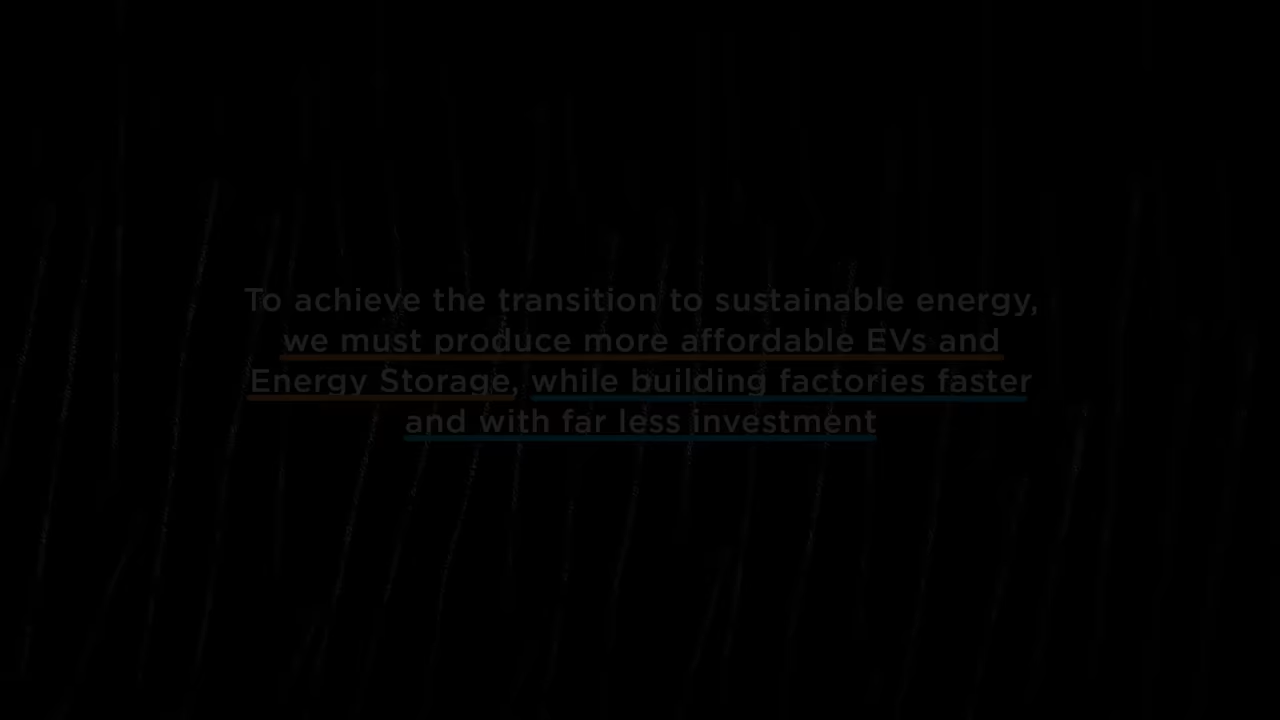 To achieve the transition to sustainable energy,
we must produce more affordable EVs and
Energy Storage, while building factories faster
and with far less investment